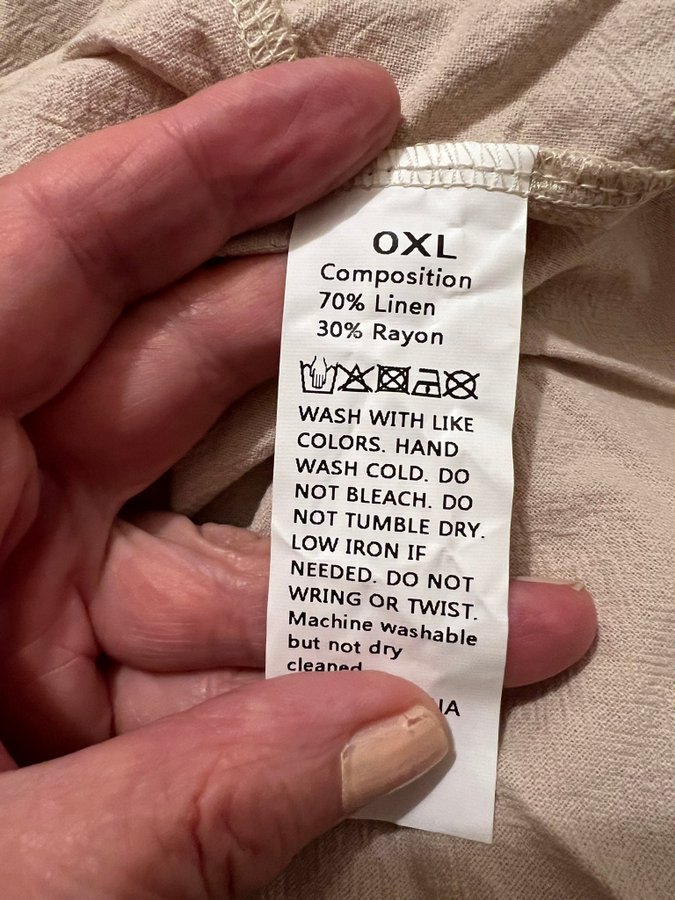 0XL
Composition
70% Linen
30% Rayon
WASH WITH LIKE
COLORS. HAND
WASH COLD. DO
NOT BLEACH. DO
NOT TUMBLE DRY.
LOW IRON IF
NEEDED. DO NOT
WRING OR TWIST.
Machine washable
but not dry
cleaned